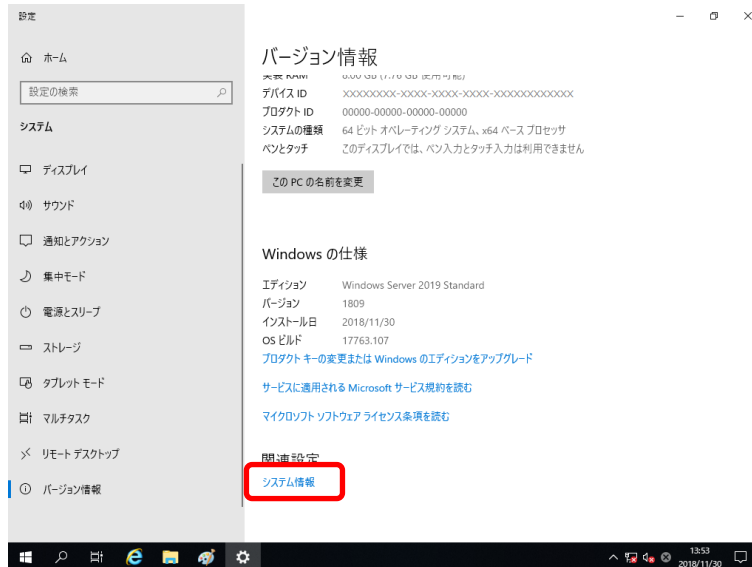 設定
ホーム
設定の検索
システム
ディスプレイ
サウンド
通知とアクション
集中モード
電源とスリープ
ストレージ
タブレット モード
マルチタスク
リモート デスクトップ
バージョン情報
バージョン情報
実装 RAM 8.00 GB (7.76 GB 使用可能)
デバイス ID XXXXXXXX-XXXX-XXXX-XXXX-XXXXXXXXXXXX
プロダクト ID 00000-00000-00000-00000
システムの種類 64 ビット オペレーティング システム、x64 ベース プロセッサ
ペンとタッチ このディスプレイでは、ペン入力とタッチ入力は利用できません
この PC の名前を変更
Windows の仕様
エディション Windows Server 2019 Standard
バージョン 1809
インストール日 2018/11/30
OS ビルド 17763.107
プロダクト キーの変更または Windows のエディションをアップグレード
サービスに適用される Microsoft サービス規約を読む
マイクロソフト ソフトウェア ライセンス条項を読む
関連設定
システム情報
13:53
2018/11/30